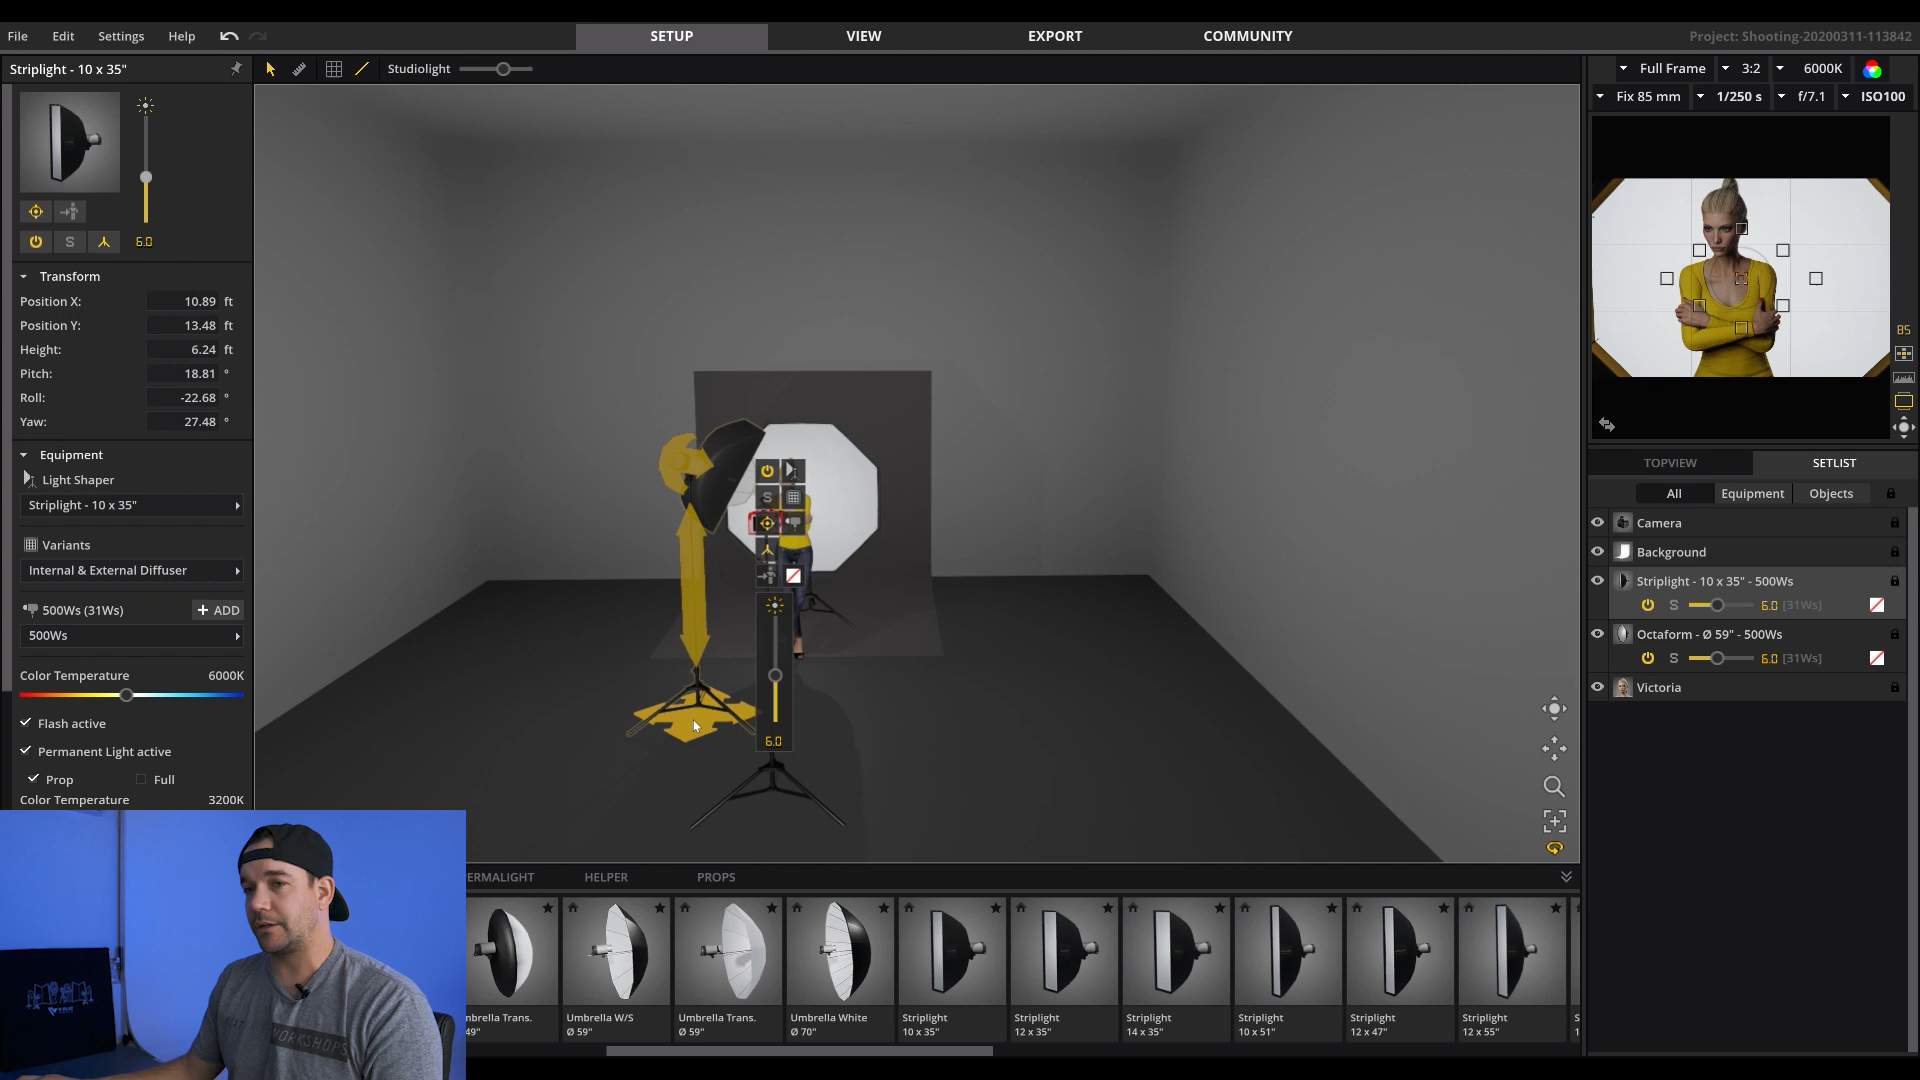 File Edit Settings Help
SETUP VIEW EXPORT COMMUNITY
Project: Shooting-20200311-113842
Striplight - 10 x 35"
Studiolight
Full Frame 3:2 6000K
Fix 85 mm 1/250 s f/7.1 ISO100
S 6.0
Transform
Position X: 10.89 ft
Position Y: 13.48 ft
Height: 6.24 ft
Pitch: 18.81 °
Roll: -22.68 °
Yaw: 27.48 °
Equipment
Light Shaper
Striplight - 10 x 35"
Variants
Internal & External Diffuser
500Ws (31Ws) + ADD
500Ws
Color Temperature 6000K
Flash active
Permanent Light active
Prop Full
Color Temperature 3200K
S
6.0
85
TOPVIEW SETLIST
All Equipment Objects
Camera
Background
Striplight - 10 x 35" - 500Ws
S 6.0 [31Ws]
Octaform - Ø 59" - 500Ws
S 6.0 [31Ws]
Victoria
ERMALIGHT HELPER PROPS
nbrella Trans.
49"
Umbrella W/S
Ø 59"
Umbrella Trans.
Ø 59"
Umbrella White
Ø 70"
Striplight
10 x 35"
Striplight
12 x 35"
Striplight
14 x 35"
Striplight
10 x 51"
Striplight
12 x 47"
Striplight
12 x 55"
S
1
WORKSHOPS